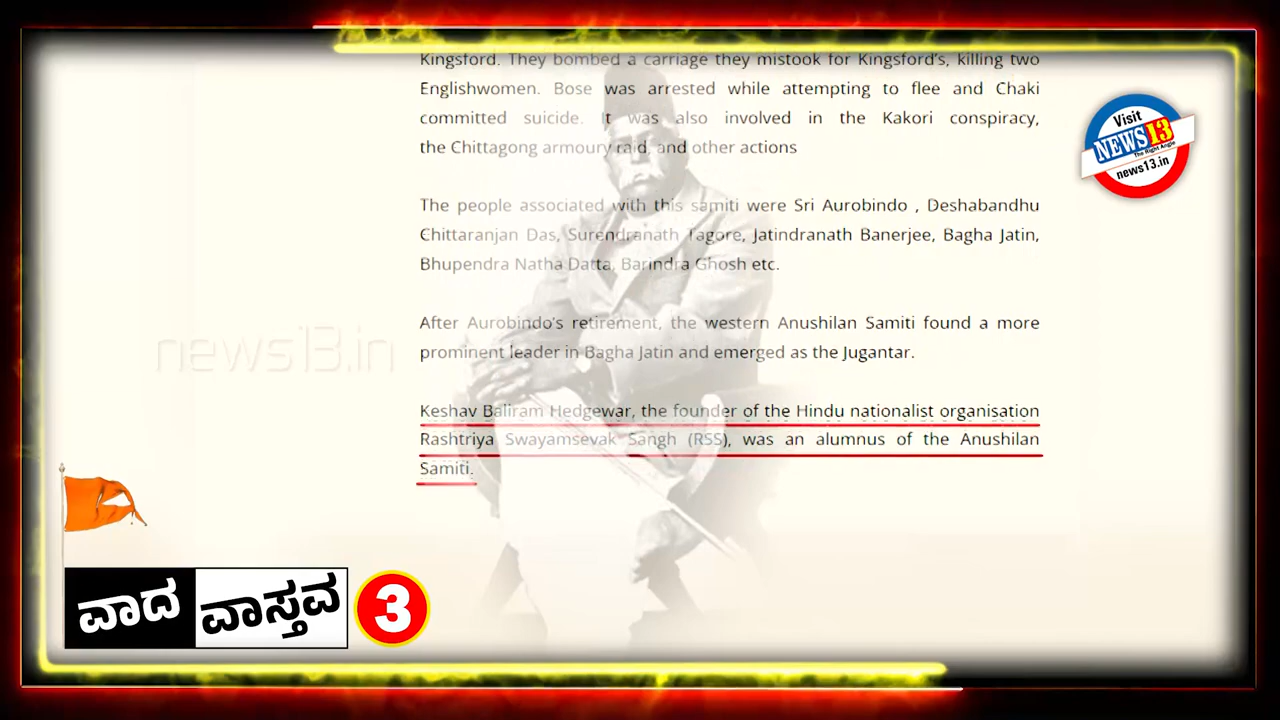 Kingsford. They bombed a carriage they mistook for Kingsford's, killing two
Englishwomen. Bose was arrested while attempting to flee and Chaki
committed suicide. It was also involved in the Kakori conspiracy,
the Chittagong armoury raid, and other actions
The people associated with this samiti were Sri Aurobindo , Deshabandhu
Chittaranjan Das, Surendranath Tagore, Jatindranath Banerjee, Bagha Jatin,
Bhupendra Natha Datta, Barindra Ghosh etc.
After Aurobindo's retirement, the western Anushilan Samiti found a more
prominent leader in Bagha Jatin and emerged as the Jugantar.
Keshav Baliram Hedgewar, the founder of the Hindu nationalist organisation
Rashtriya Swayamsevak Sangh (RSS), was an alumnus of the Anushilan
Samiti.
Visit
NEWS13
The Right Angle
news13.in
news13.in
ವಾದ ವಾಸ್ತವ 3